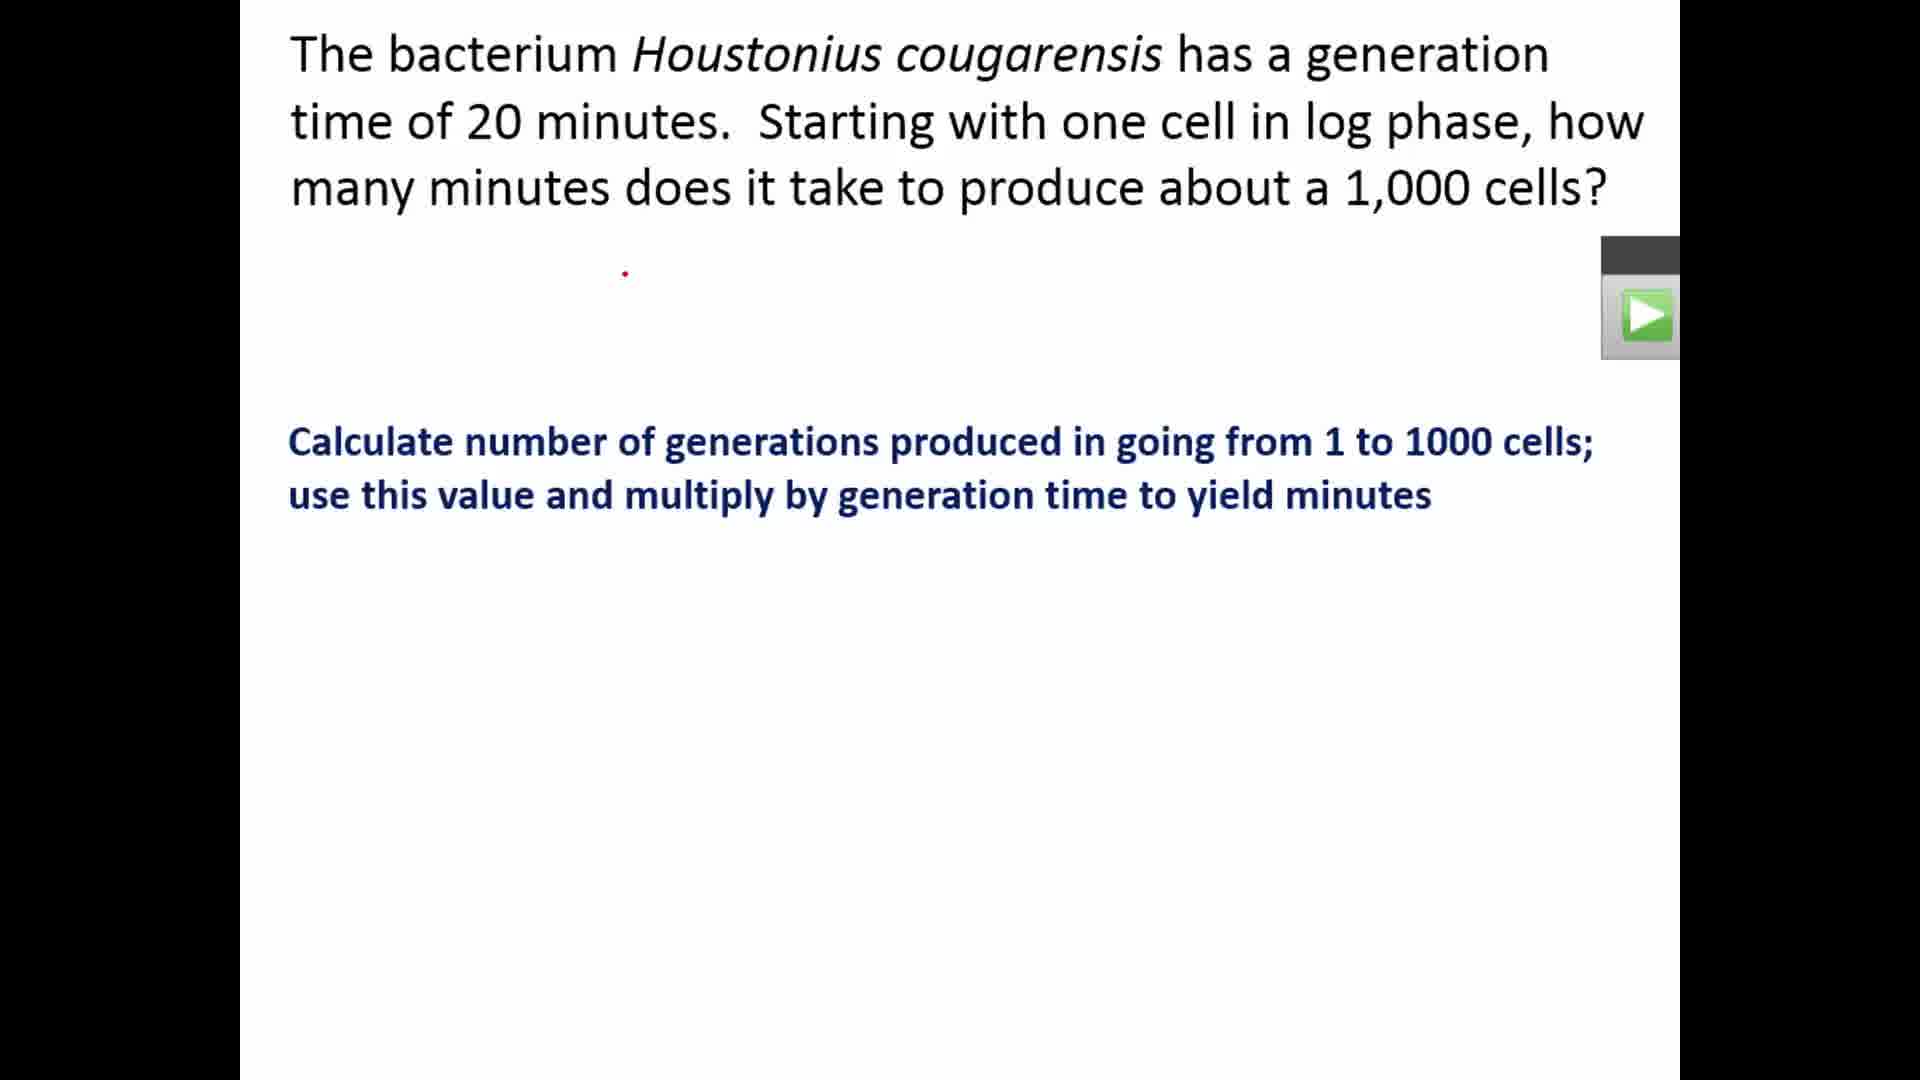 The bacterium Houstonius cougarensis has a generation
time of 20 minutes.  Starting with one cell in log phase, how
many minutes does it take to produce about a 1,000 cells?
Calculate number of generations produced in going from 1 to 1000 cells;
use this value and multiply by generation time to yield minutes